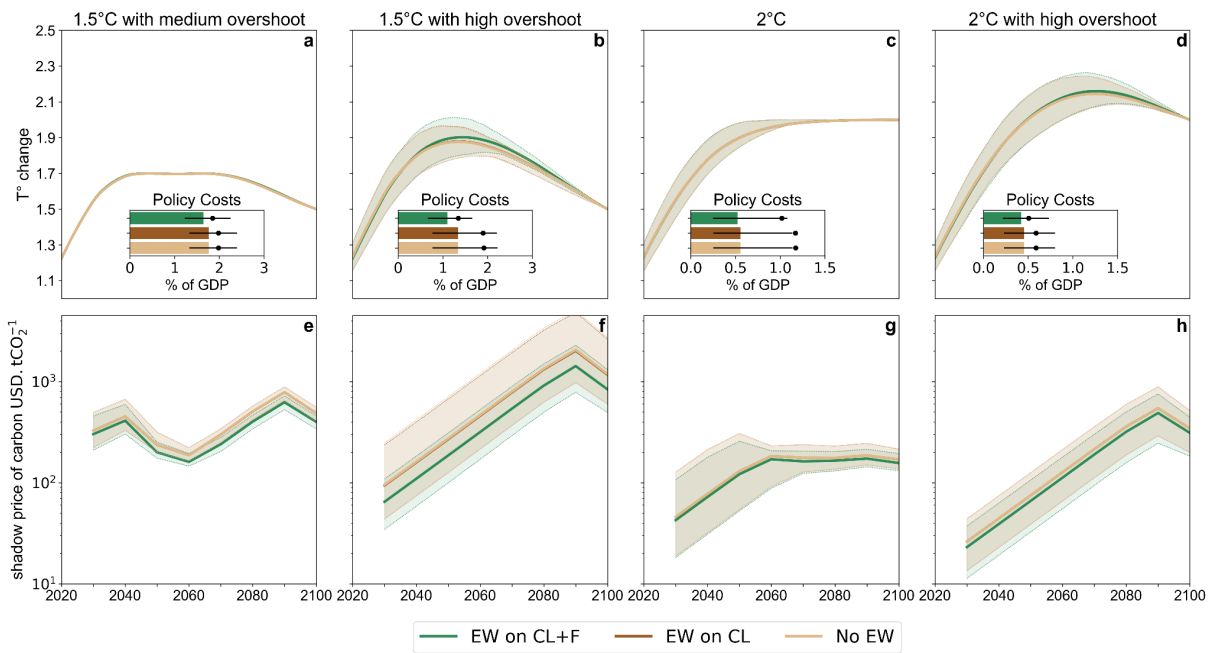 1.5°C with medium overshoot
1.5°C with high overshoot
2°C
2°C with high overshoot
a
b
c
d
T° change
2.5
2.3
2.1
1.9
1.7
1.5
1.3
1.1
Policy Costs
0 1 2 3
% of GDP
Policy Costs
0 1 2 3
% of GDP
Policy Costs
0.0 0.5 1.0 1.5
% of GDP
Policy Costs
0.0 0.5 1.0 1.5
% of GDP
e
f
g
h
shadow price of carbon USD. tCO₂⁻¹
10³
10²
10¹
2020 2040 2060 2080 2100
2020 2040 2060 2080 2100
2020 2040 2060 2080 2100
2020 2040 2060 2080 2100
EW on CL+F EW on CL No EW